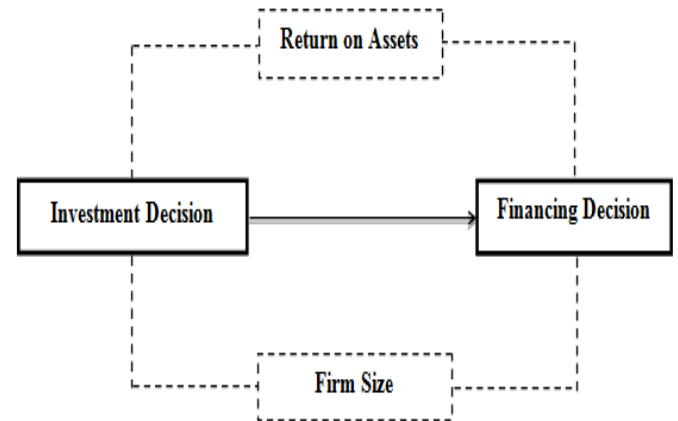 Return on Assets
Investment Decision
Financing Decision
Firm Size